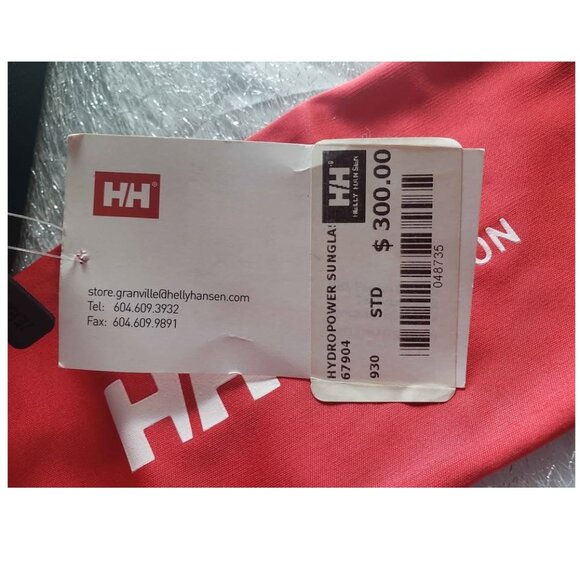 HH
store.granville@hellyhansen.com
Tel: 604.609.3932
Fax: 604.609.9891
HH
HELLY HANSEN
HYDROPOWER SUNGLAS
67904
930 STD $ 300.00
048735
HH
ON